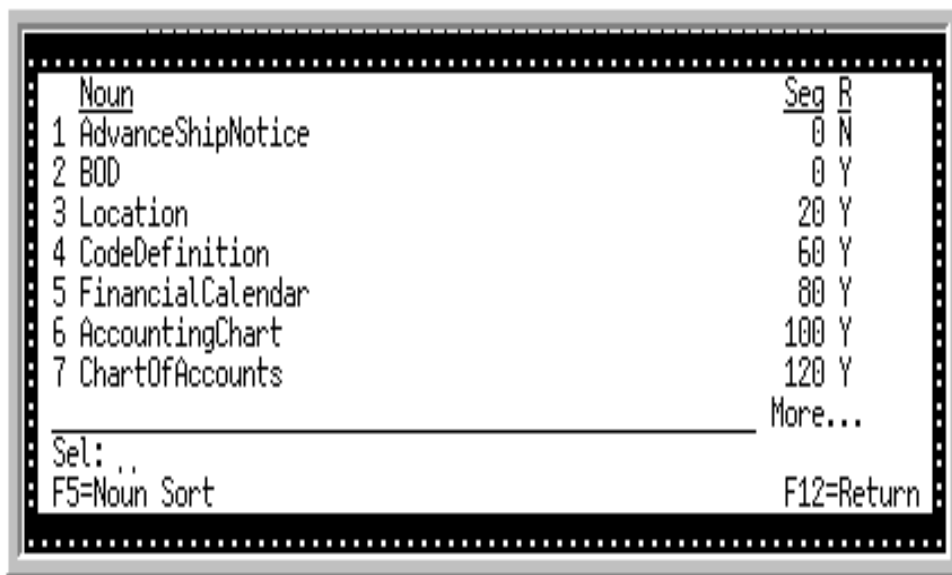 Noun Seq R
1 AdvanceShipNotice 0 N
2 BOD 0 Y
3 Location 20 Y
4 CodeDefinition 60 Y
5 FinancialCalendar 80 Y
6 AccountingChart 100 Y
7 ChartOfAccounts 120 Y
More...
Sel: ..
F5=Noun Sort F12=Return